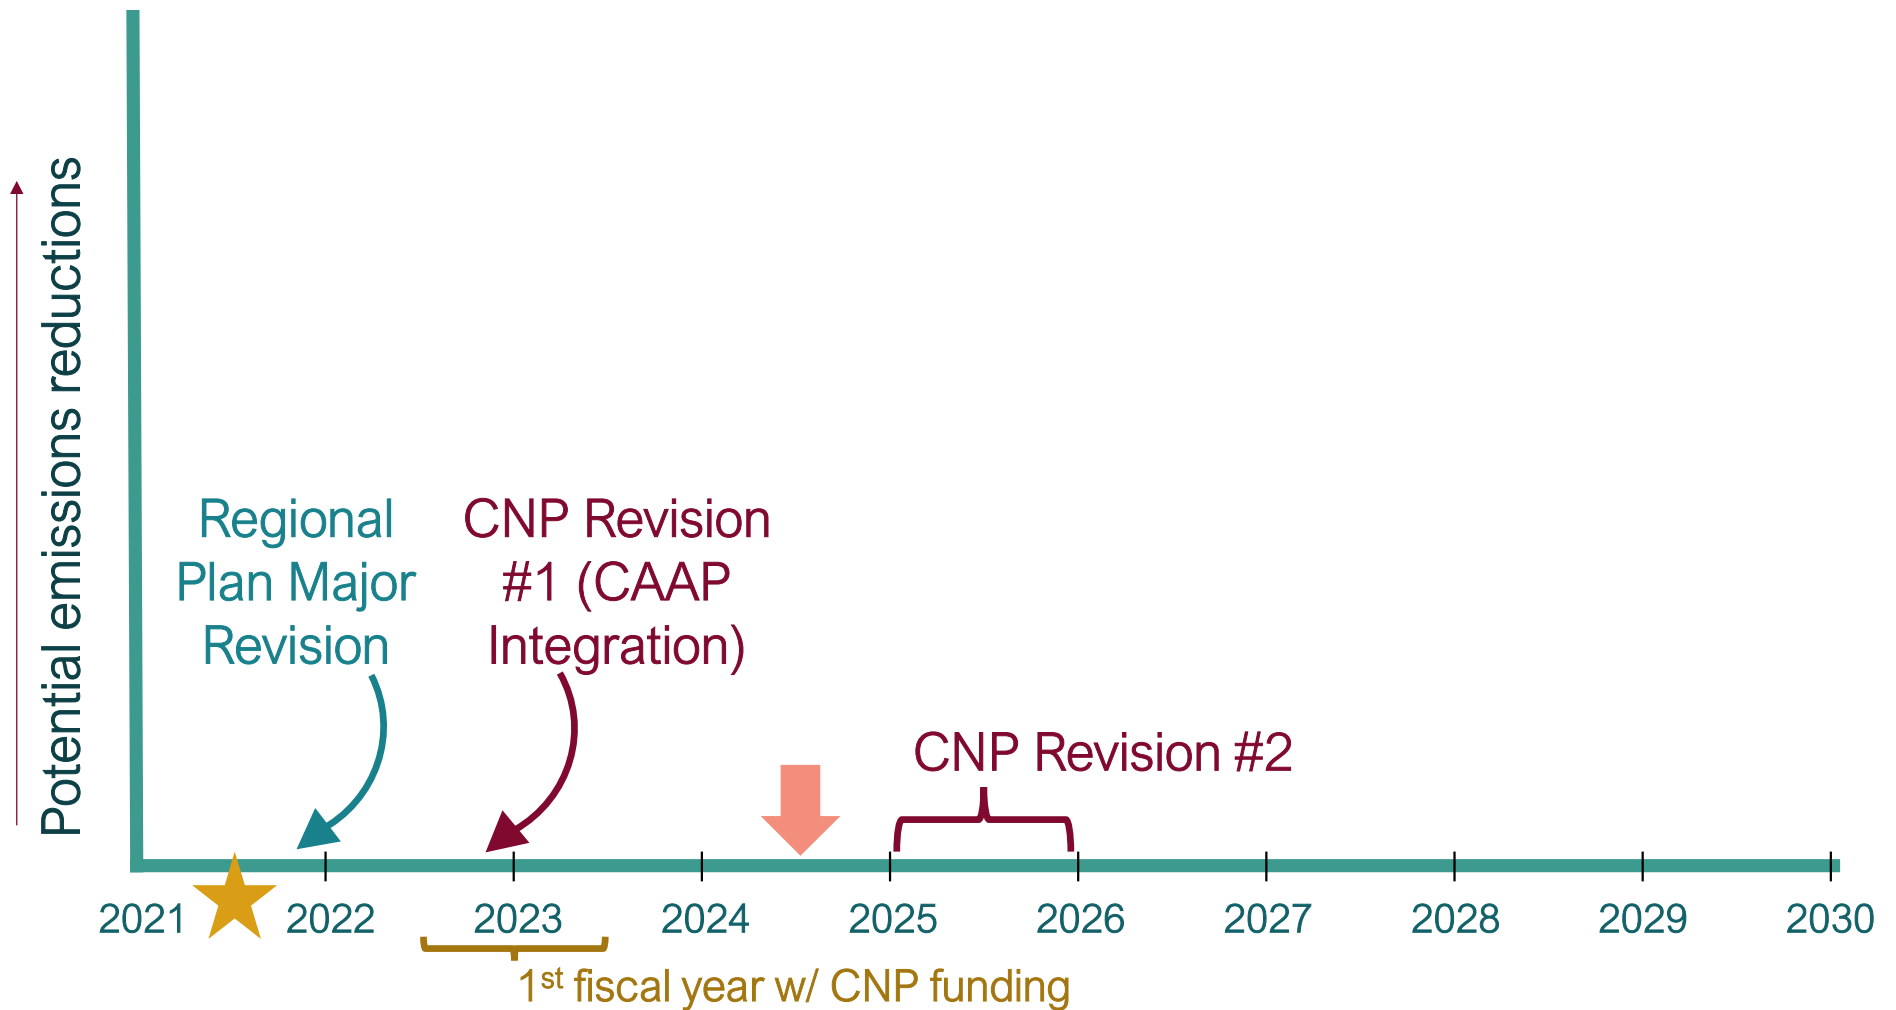 Potential emissions reductions
Regional
Plan Major
Revision
CNP Revision
#1 (CAAP
Integration)
CNP Revision #2
2021
2022
2023
2024
2025
2026
2027
2028
2029
2030
1st fiscal year w/ CNP funding